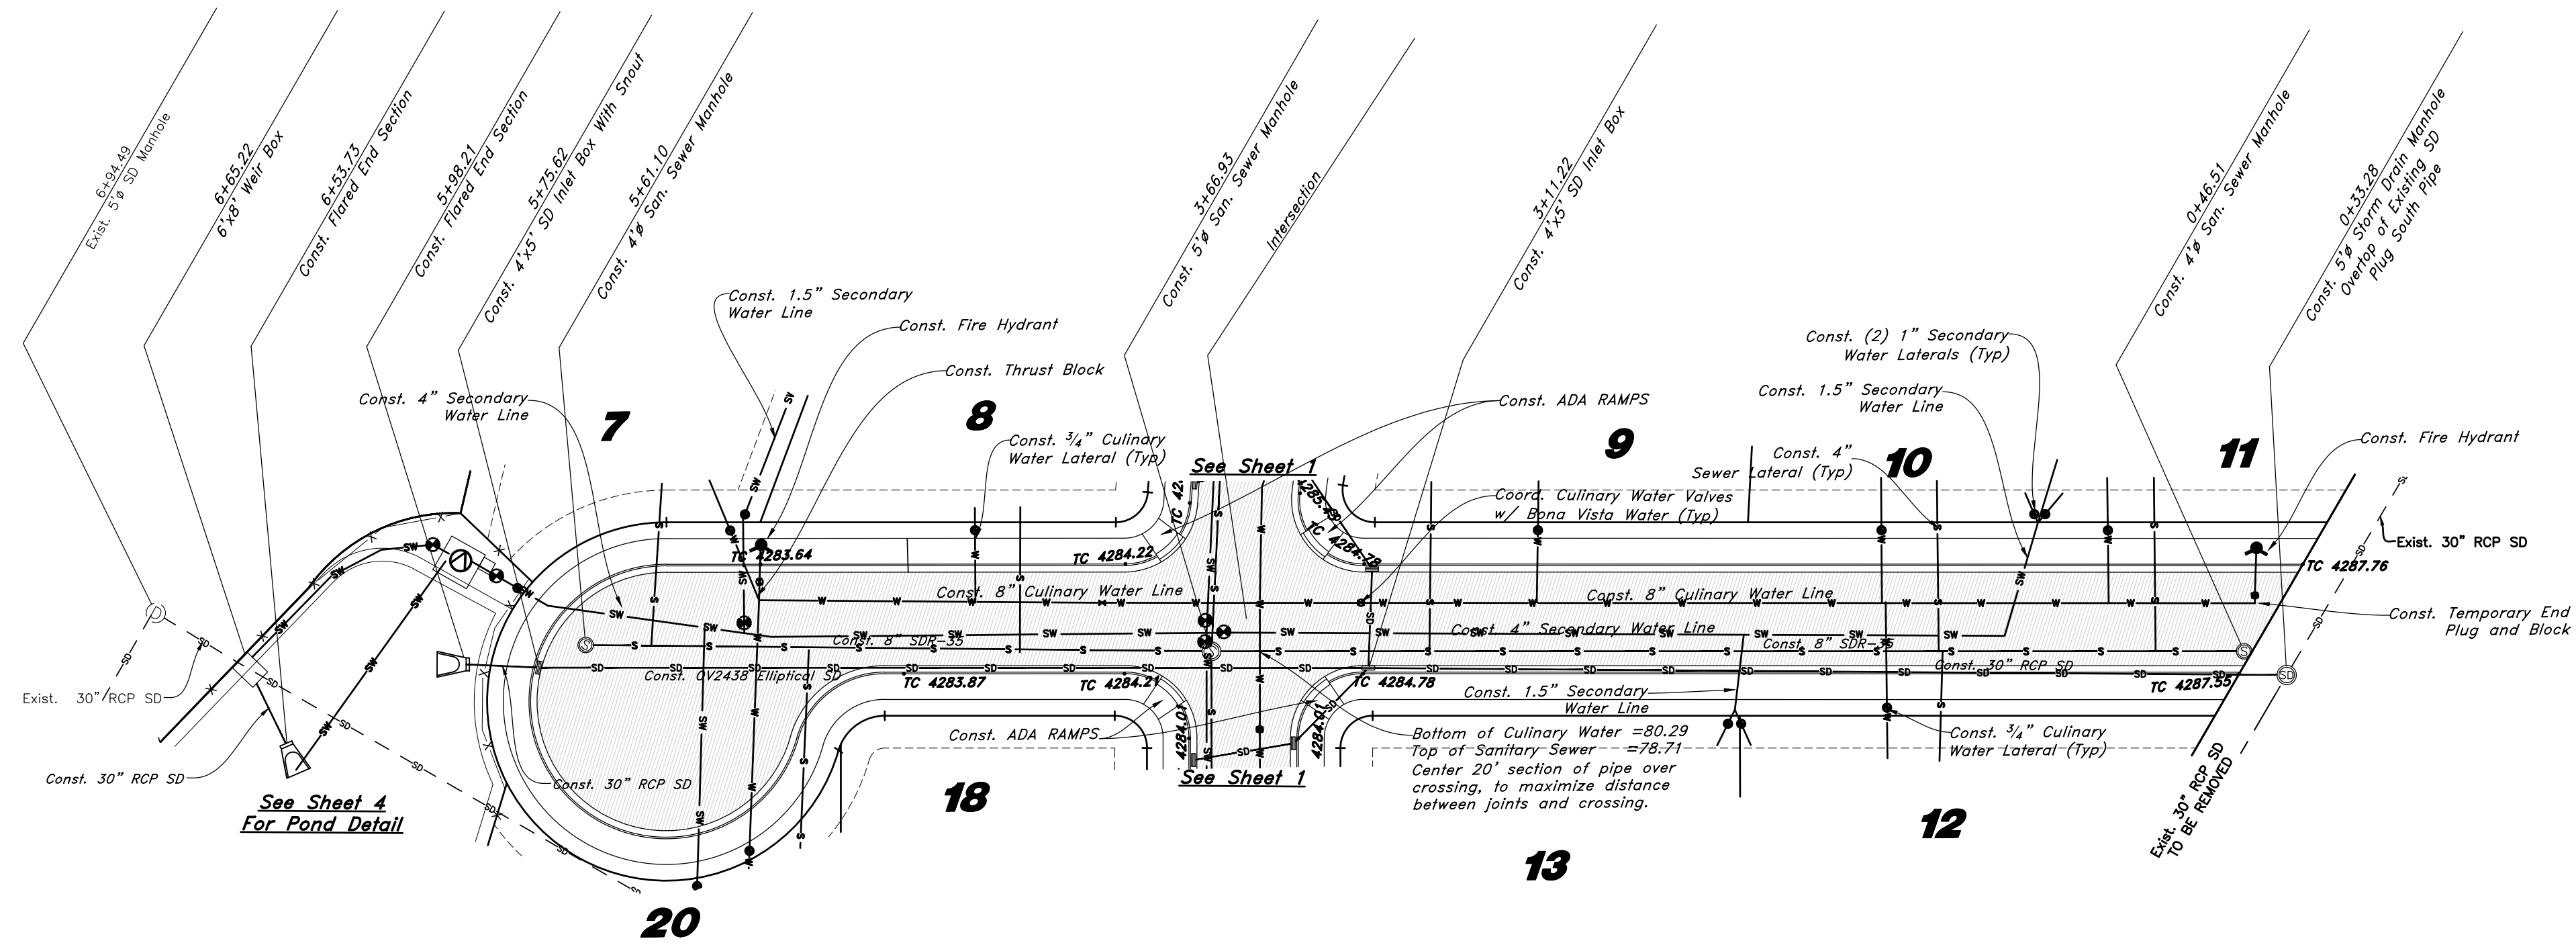 6+94.49
Exist. 5'ø SD Manhole
6+65.22
6'x8' Weir Box
6+53.73
Const. Flared End Section
5+98.21
Const. Flared End Section
5+75.62
Const. 4'x5' SD Inlet Box With Snout
5+61.10
Const. 4'ø San. Sewer Manhole
3+66.93
Const. 5'ø San. Sewer Manhole
Intersection
3+11.22
Const. 4'x5' SD Inlet Box
0+46.51
Const. 4'ø San. Sewer Manhole
0+33.28
Const. 5'ø Storm Drain Manhole
Overtop of Existing SD
Plug South Pipe
Const. 1.5" Secondary
Water Line
Const. Fire Hydrant
Const. Thrust Block
Const. 4" Secondary
Water Line
7
8
Const. ¾" Culinary
Water Lateral (Typ)
See Sheet 1
Const. ADA RAMPS
9
Coord. Culinary Water Valves
w/ Bona Vista Water (Typ)
Const. (2) 1" Secondary
Water Laterals (Typ)
Const. 1.5" Secondary
Water Line
Const. 4"
Sewer Lateral (Typ)
10
11
Const. Fire Hydrant
Exist. 30" RCP SD
TC 4283.64
TC 4284.22
TC 42
4285.4
TC 4284.78
TC 4287.76
Const. 8" Culinary Water Line
Const. 8" Culinary Water Line
Const. Temporary End
Plug and Block
Const. 8" SDR-35
Const. 4" Secondary Water Line
Const. 8" SDR-35
Const. OV2438 Elliptical SD
Const. 30" RCP SD
TC 4283.87
TC 4284.21
TC 4284.78
TC 4287.55
4284.01
4284.01
Exist. 30" RCP SD
Const. 1.5" Secondary
Water Line
Const. ADA RAMPS
Bottom of Culinary Water =80.29
Top of Sanitary Sewer =78.71
Center 20' section of pipe over
crossing, to maximize distance
between joints and crossing.
Const. ¾" Culinary
Water Lateral (Typ)
Const. 30" RCP SD
Const. 30" RCP SD
See Sheet 1
See Sheet 4
For Pond Detail
18
13
12
20
Exist. 30" RCP SD
TO BE REMOVED